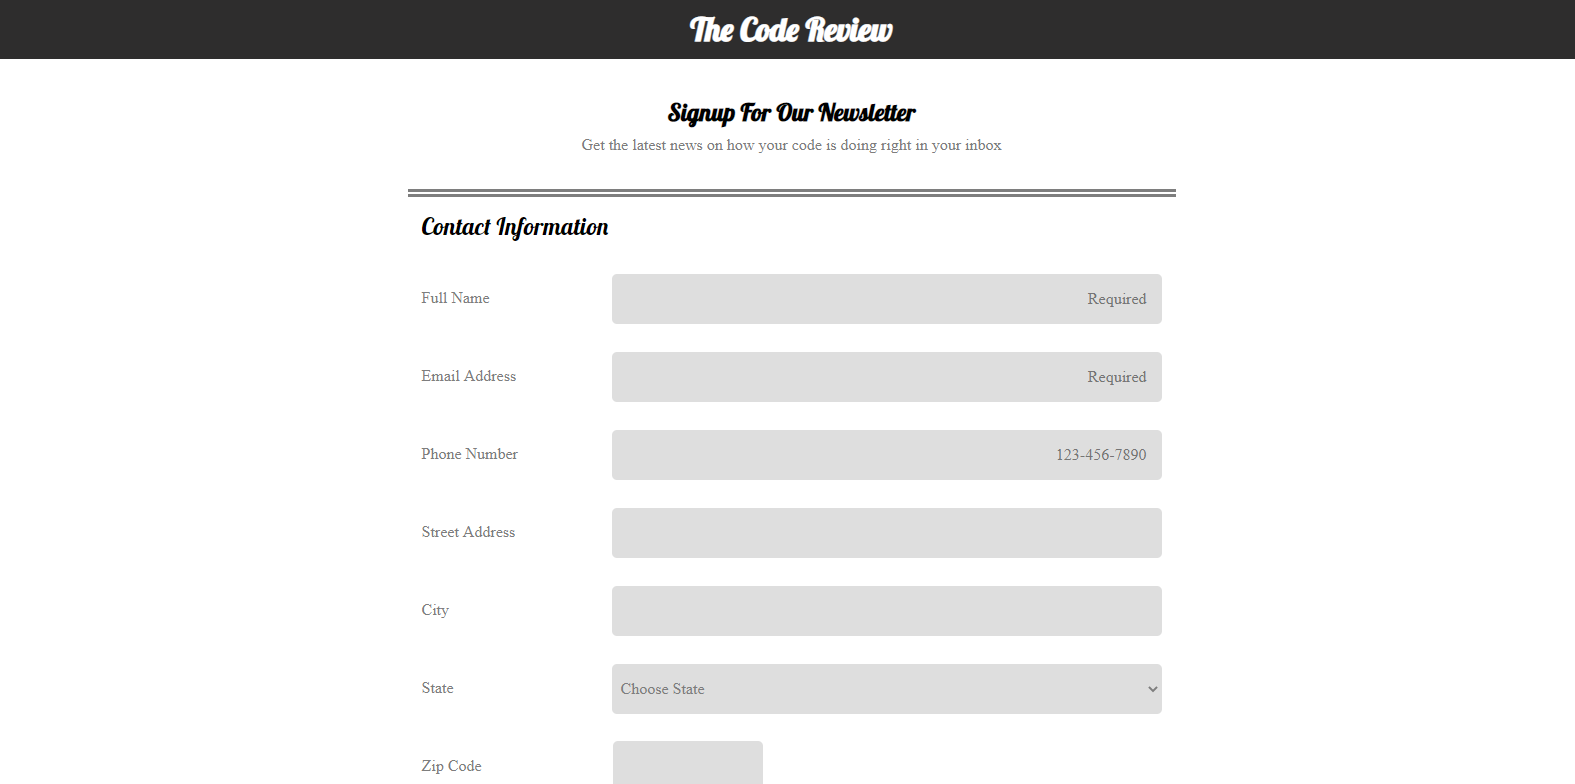 The Code Review
Signup For Our Newsletter
Get the latest news on how your code is doing right in your inbox
Contact Information
Full Name
Required
Email Address
Required
Phone Number
123-456-7890
Street Address
City
State
Choose State
Zip Code